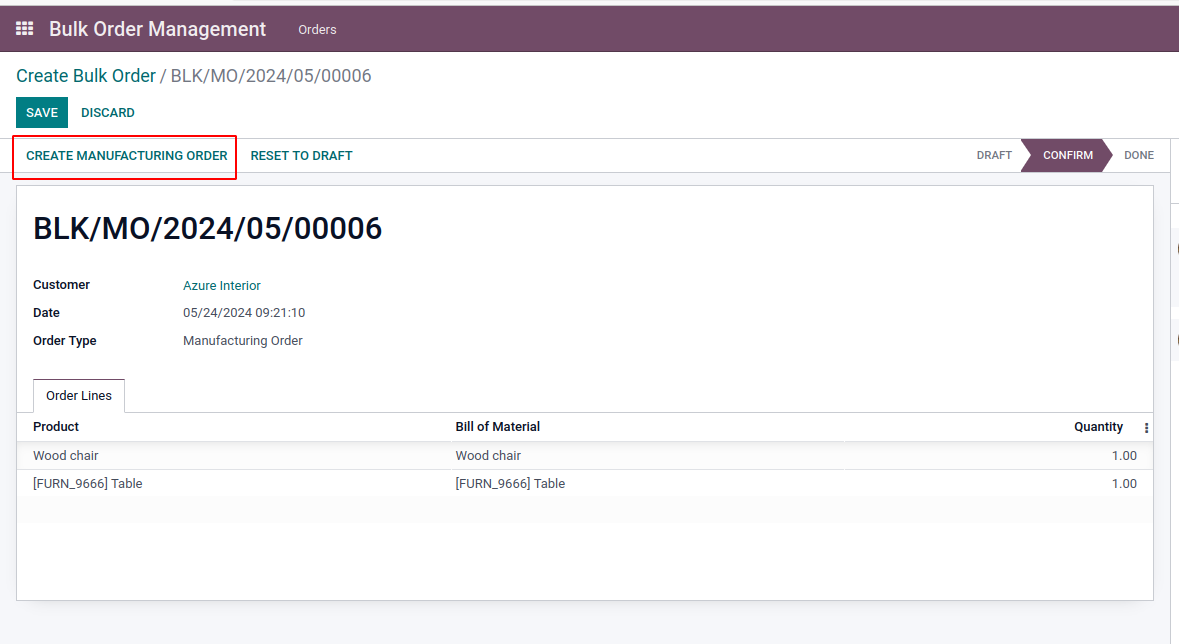 Bulk Order Management Orders
Create Bulk Order / BLK/MO/2024/05/00006
SAVE DISCARD
CREATE MANUFACTURING ORDER RESET TO DRAFT DRAFT CONFIRM DONE
BLK/MO/2024/05/00006
Customer Azure Interior
Date 05/24/2024 09:21:10
Order Type Manufacturing Order
Order Lines
Product Bill of Material Quantity
Wood chair Wood chair 1.00
[FURN_9666] Table [FURN_9666] Table 1.00